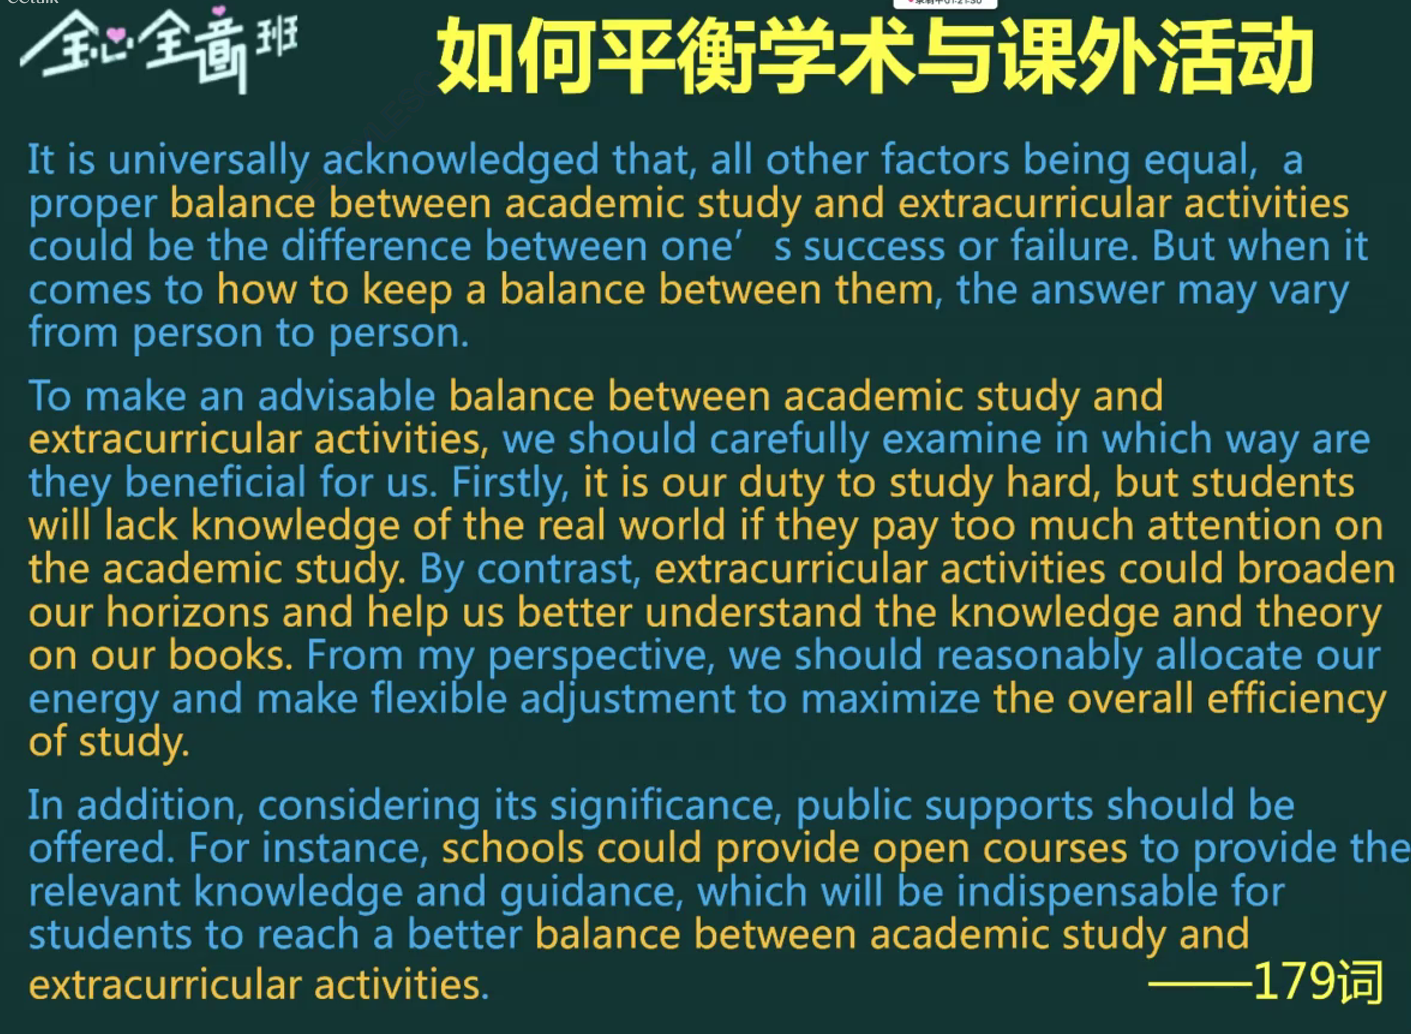 CCtalk
全心全意班
如何平衡学术与课外活动
It is universally acknowledged that, all other factors being equal, a
proper balance between academic study and extracurricular activities
could be the difference between one’ s success or failure. But when it
comes to how to keep a balance between them, the answer may vary
from person to person.
To make an advisable balance between academic study and
extracurricular activities, we should carefully examine in which way are
they beneficial for us. Firstly, it is our duty to study hard, but students
will lack knowledge of the real world if they pay too much attention on
the academic study. By contrast, extracurricular activities could broaden
our horizons and help us better understand the knowledge and theory
on our books. From my perspective, we should reasonably allocate our
energy and make flexible adjustment to maximize the overall efficiency
of study.
In addition, considering its significance, public supports should be
offered. For instance, schools could provide open courses to provide the
relevant knowledge and guidance, which will be indispensable for
students to reach a better balance between academic study and
extracurricular activities.
——179词